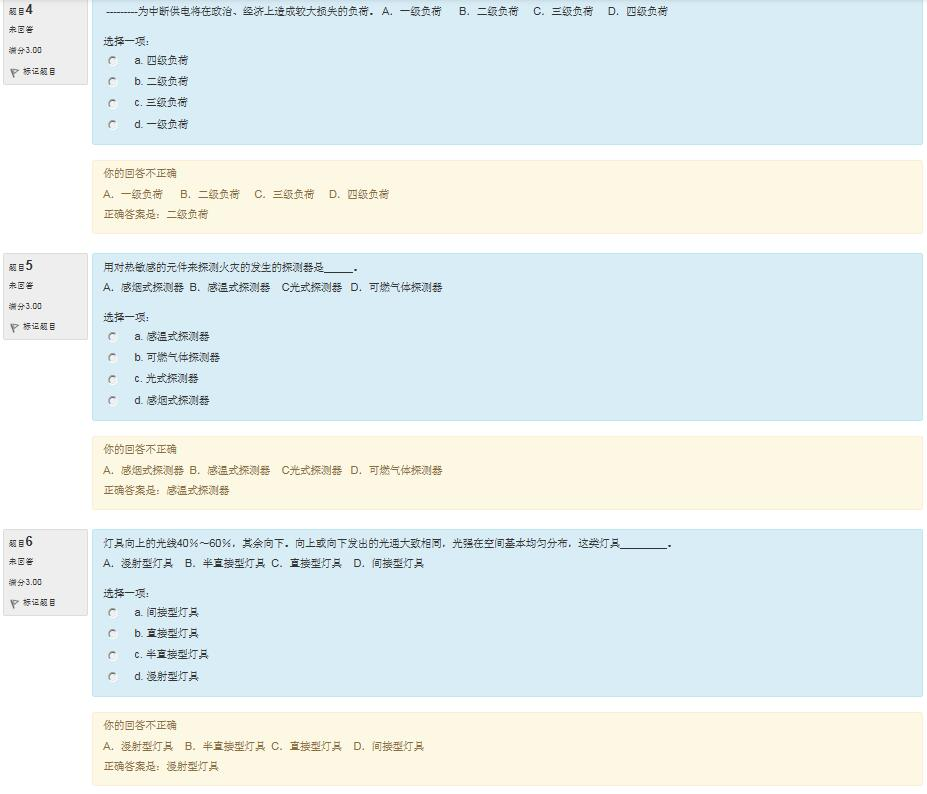 题目4
未回答
满分3.00
标记题目
---------为中断供电将在政治、经济上造成较大损失的负荷。 A. 一级负荷 B. 二级负荷 C. 三级负荷 D. 四级负荷
选择一项:
a. 四级负荷
b. 二级负荷
c. 三级负荷
d. 一级负荷
你的回答不正确
A. 一级负荷 B. 二级负荷 C. 三级负荷 D. 四级负荷
正确答案是: 二级负荷
题目5
未回答
满分3.00
标记题目
用对热敏感的元件来探测火灾的发生的探测器是_____。
A. 感烟式探测器 B. 感温式探测器 C光式探测器 D. 可燃气体探测器
选择一项:
a. 感温式探测器
b. 可燃气体探测器
c. 光式探测器
d. 感烟式探测器
你的回答不正确
A. 感烟式探测器 B. 感温式探测器 C光式探测器 D. 可燃气体探测器
正确答案是: 感温式探测器
题目6
未回答
满分3.00
标记题目
灯具向上的光线40%~60%, 其余向下。向上或向下发出的光通大致相同, 光强在空间基本均匀分布, 这类灯具________。
A. 漫射型灯具 B. 半直接型灯具 C. 直接型灯具 D. 间接型灯具
选择一项:
a. 间接型灯具
b. 直接型灯具
c. 半直接型灯具
d. 漫射型灯具
你的回答不正确
A. 漫射型灯具 B. 半直接型灯具 C. 直接型灯具 D. 间接型灯具
正确答案是: 漫射型灯具